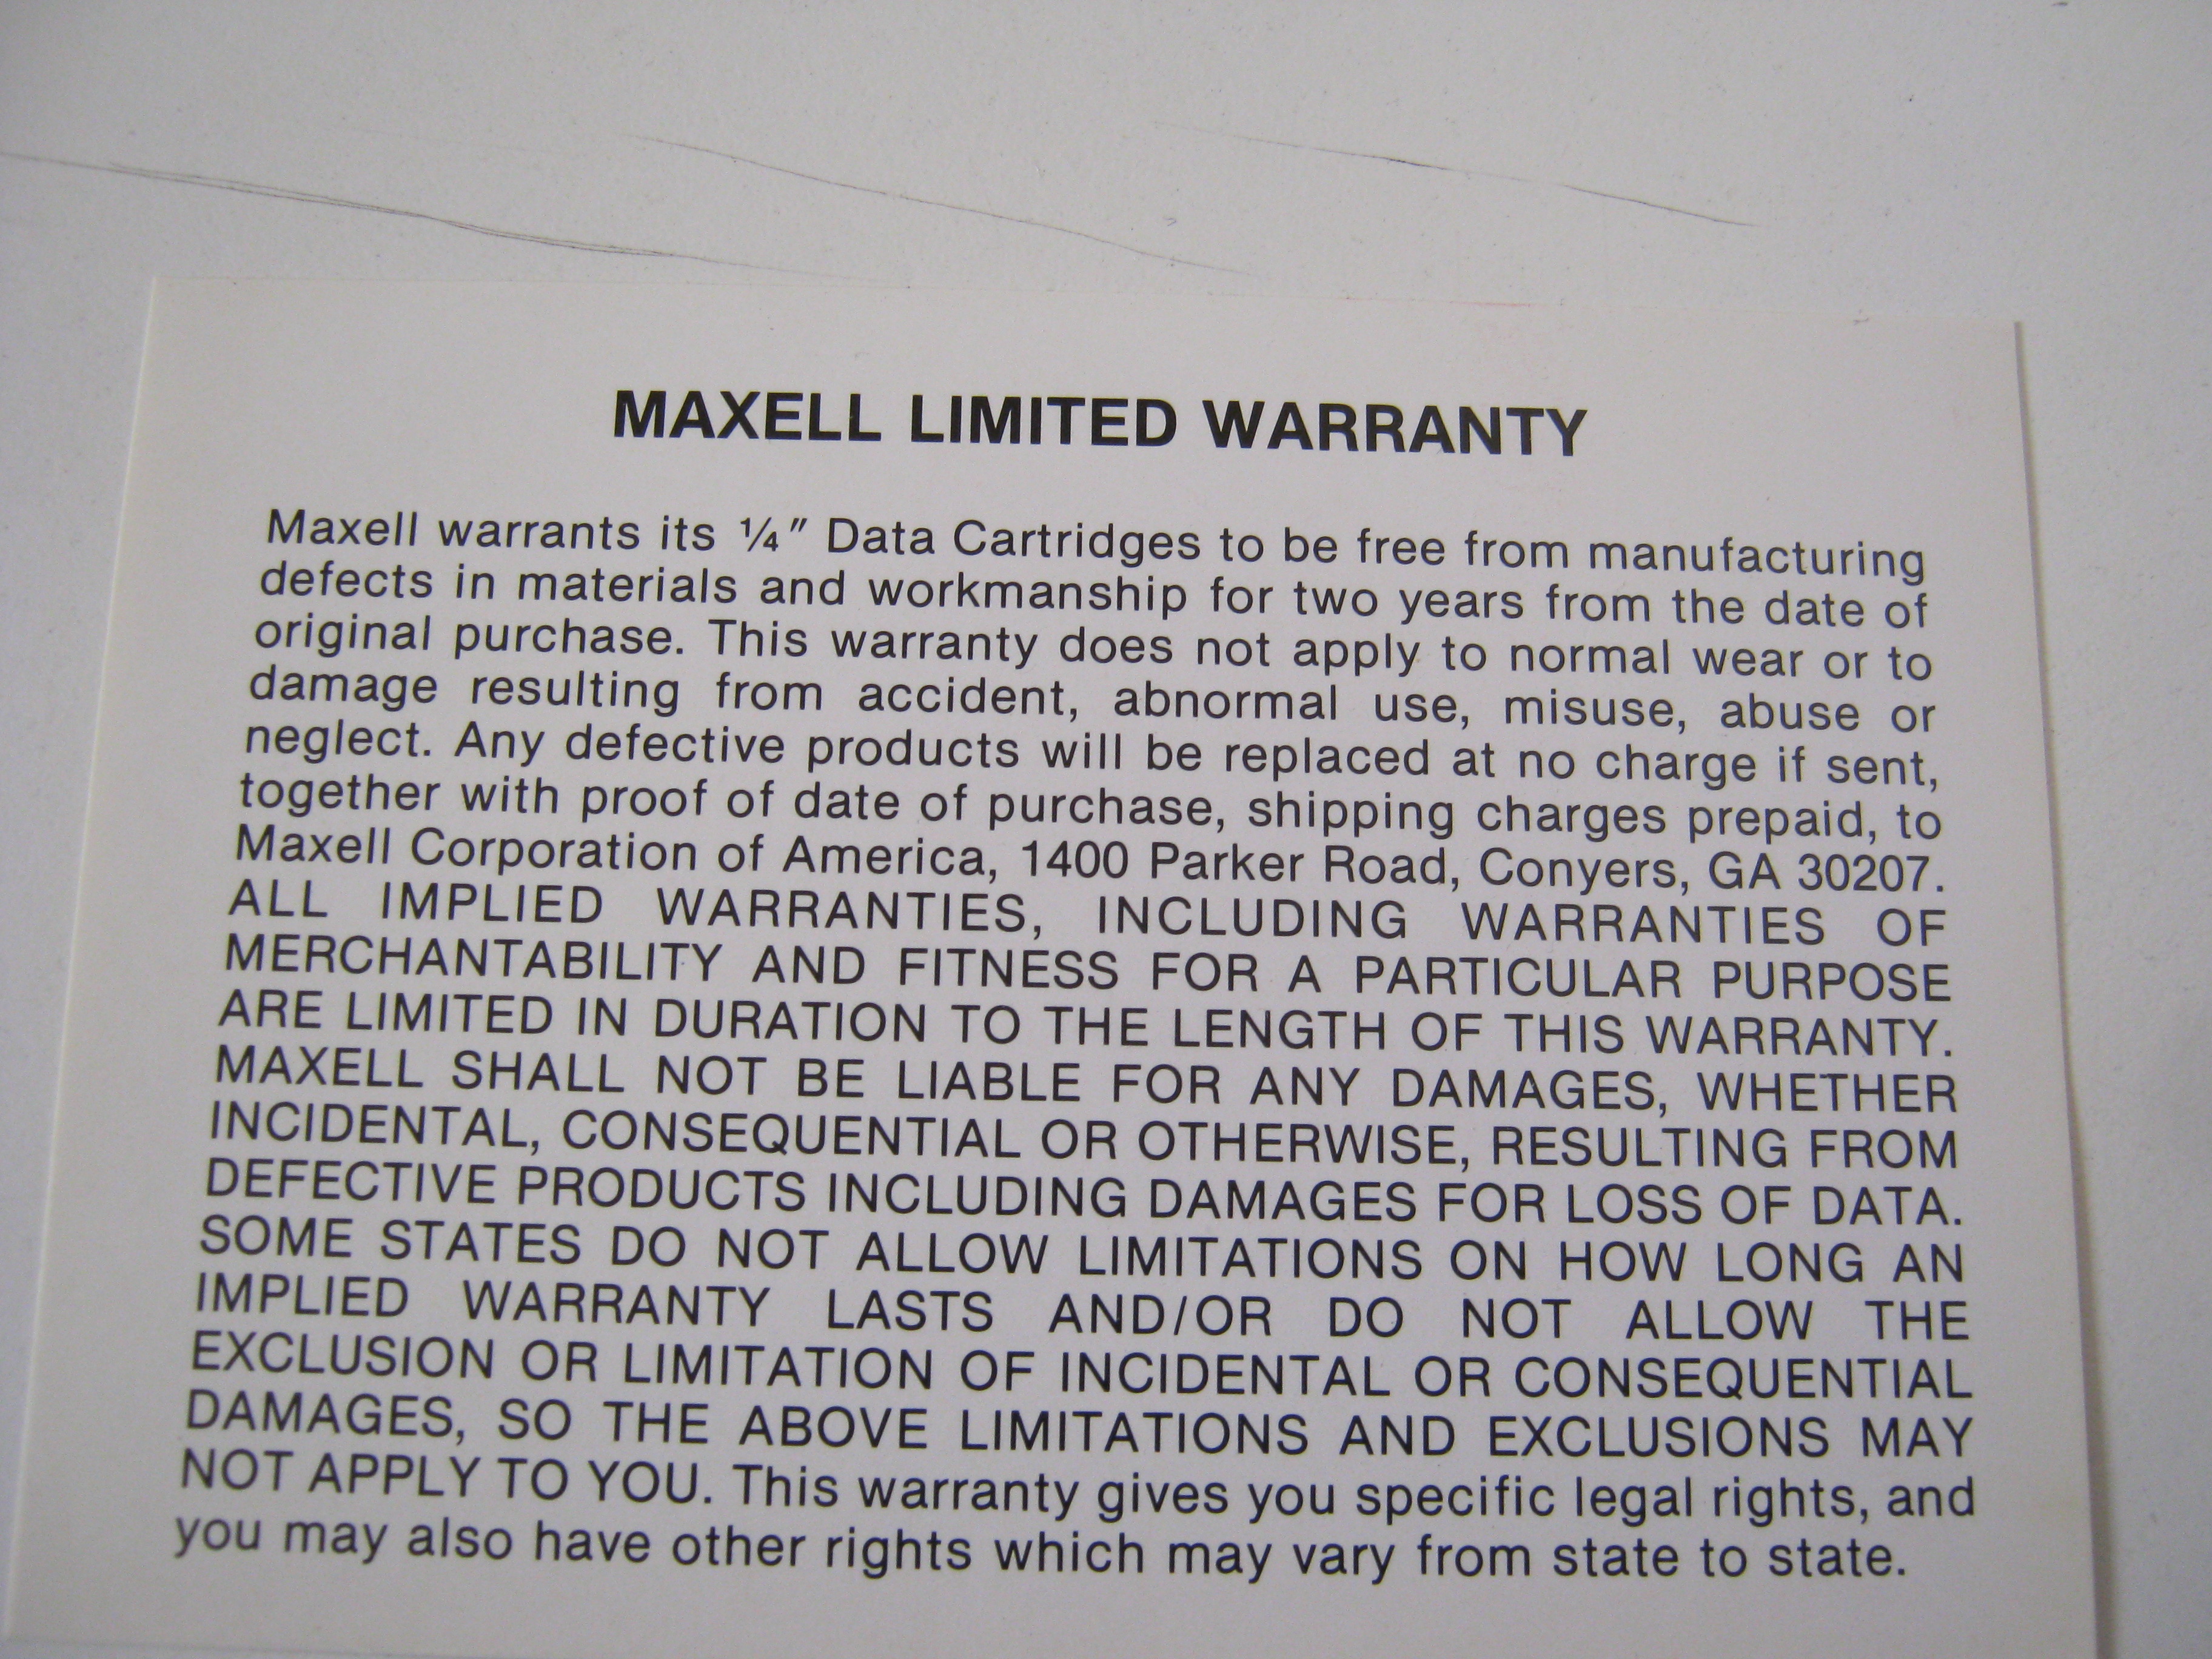 MAXELL LIMITED WARRANTY
Maxell warrants its ¼″ Data Cartridges to be free from manufacturing
defects in materials and workmanship for two years from the date of
original purchase. This warranty does not apply to normal wear or to
damage resulting from accident, abnormal use, misuse, abuse or
neglect. Any defective products will be replaced at no charge if sent,
together with proof of date of purchase, shipping charges prepaid, to
Maxell Corporation of America, 1400 Parker Road, Conyers, GA 30207.
ALL IMPLIED WARRANTIES, INCLUDING WARRANTIES OF
MERCHANTABILITY AND FITNESS FOR A PARTICULAR PURPOSE
ARE LIMITED IN DURATION TO THE LENGTH OF THIS WARRANTY.
MAXELL SHALL NOT BE LIABLE FOR ANY DAMAGES, WHETHER
INCIDENTAL, CONSEQUENTIAL OR OTHERWISE, RESULTING FROM
DEFECTIVE PRODUCTS INCLUDING DAMAGES FOR LOSS OF DATA.
SOME STATES DO NOT ALLOW LIMITATIONS ON HOW LONG AN
IMPLIED WARRANTY LASTS AND/OR DO NOT ALLOW THE
EXCLUSION OR LIMITATION OF INCIDENTAL OR CONSEQUENTIAL
DAMAGES, SO THE ABOVE LIMITATIONS AND EXCLUSIONS MAY
NOT APPLY TO YOU. This warranty gives you specific legal rights, and
you may also have other rights which may vary from state to state.